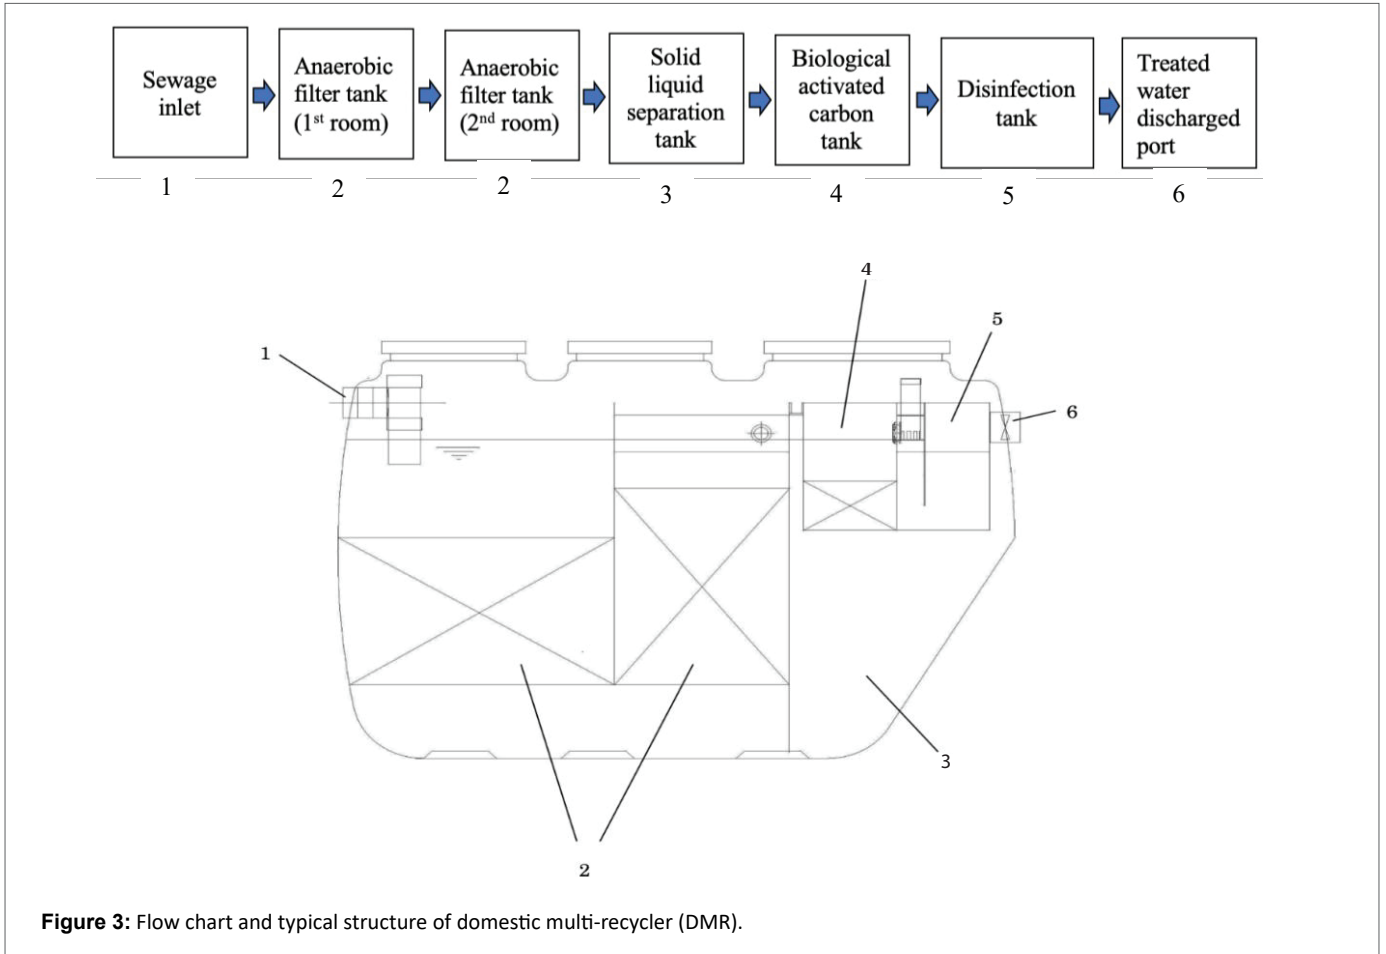 Sewage
inlet
Anaerobic
filter tank
(1st room)
Anaerobic
filter tank
(2nd room)
Solid
liquid
separation
tank
Biological
activated
carbon
tank
Disinfection
tank
Treated
water
discharged
port
1
2
2
3
4
5
6
4
5
1
6
3
2
Figure 3: Flow chart and typical structure of domestic multi-recycler (DMR).